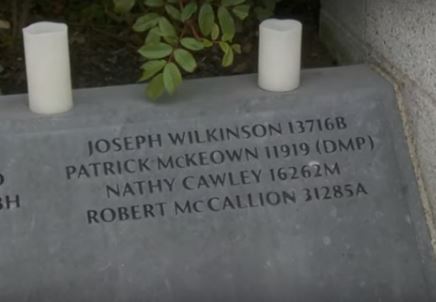 JOSEPH WILKINSON 13716B
PATRICK McKEOWN 11919 (DMP)
NATHY CAWLEY 16262M
ROBERT McCALLION 31285A